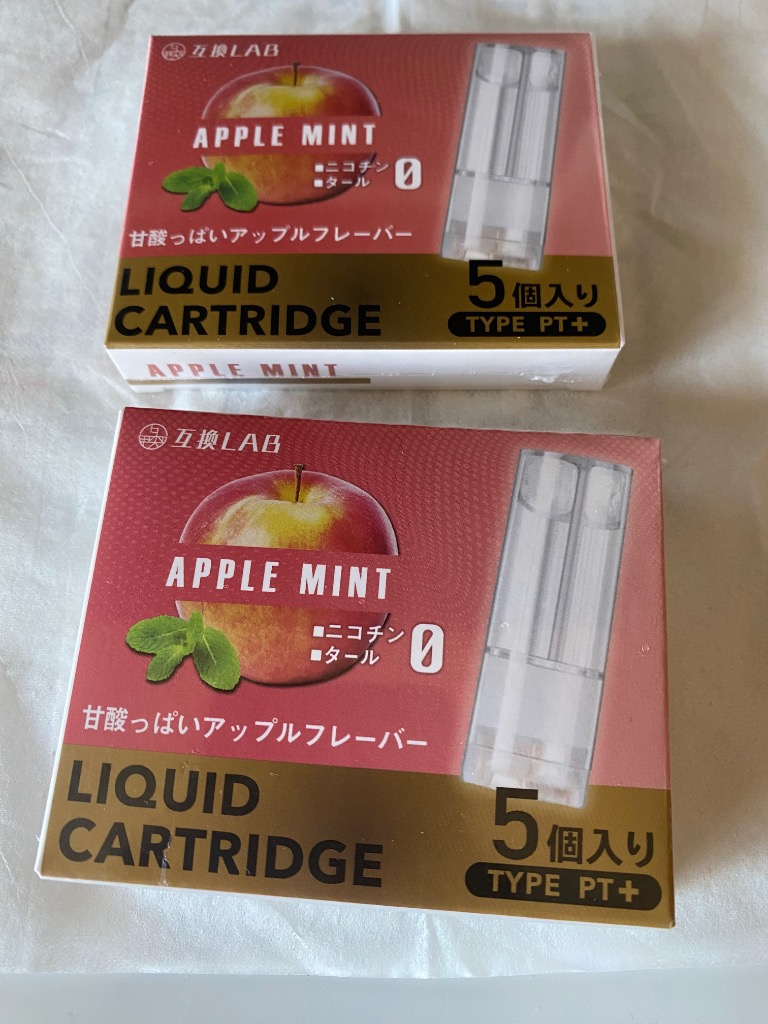 互換LAB
APPLE MINT
■ニコチン
■タール
0
甘酸っぱいアップルフレーバー
LIQUID
CARTRIDGE
5個入り
TYPE PT+
APPLE MINT
互換LAB
APPLE MINT
■ニコチン
■タール
0
甘酸っぱいアップルフレーバー
LIQUID
CARTRIDGE
5個入り
TYPE PT+